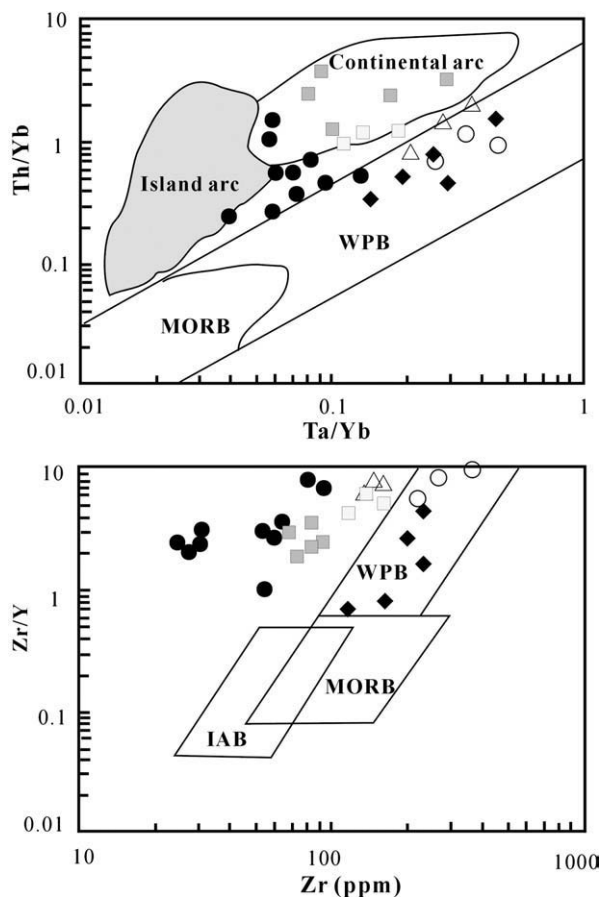 10
Continental arc
Th/Yb
1
Island arc
WPB
0.1
MORB
0.01
0.01
0.1
1
Ta/Yb
10
WPB
Zr/Y
1
MORB
0.1
IAB
0.01
10
100
1000
Zr (ppm)